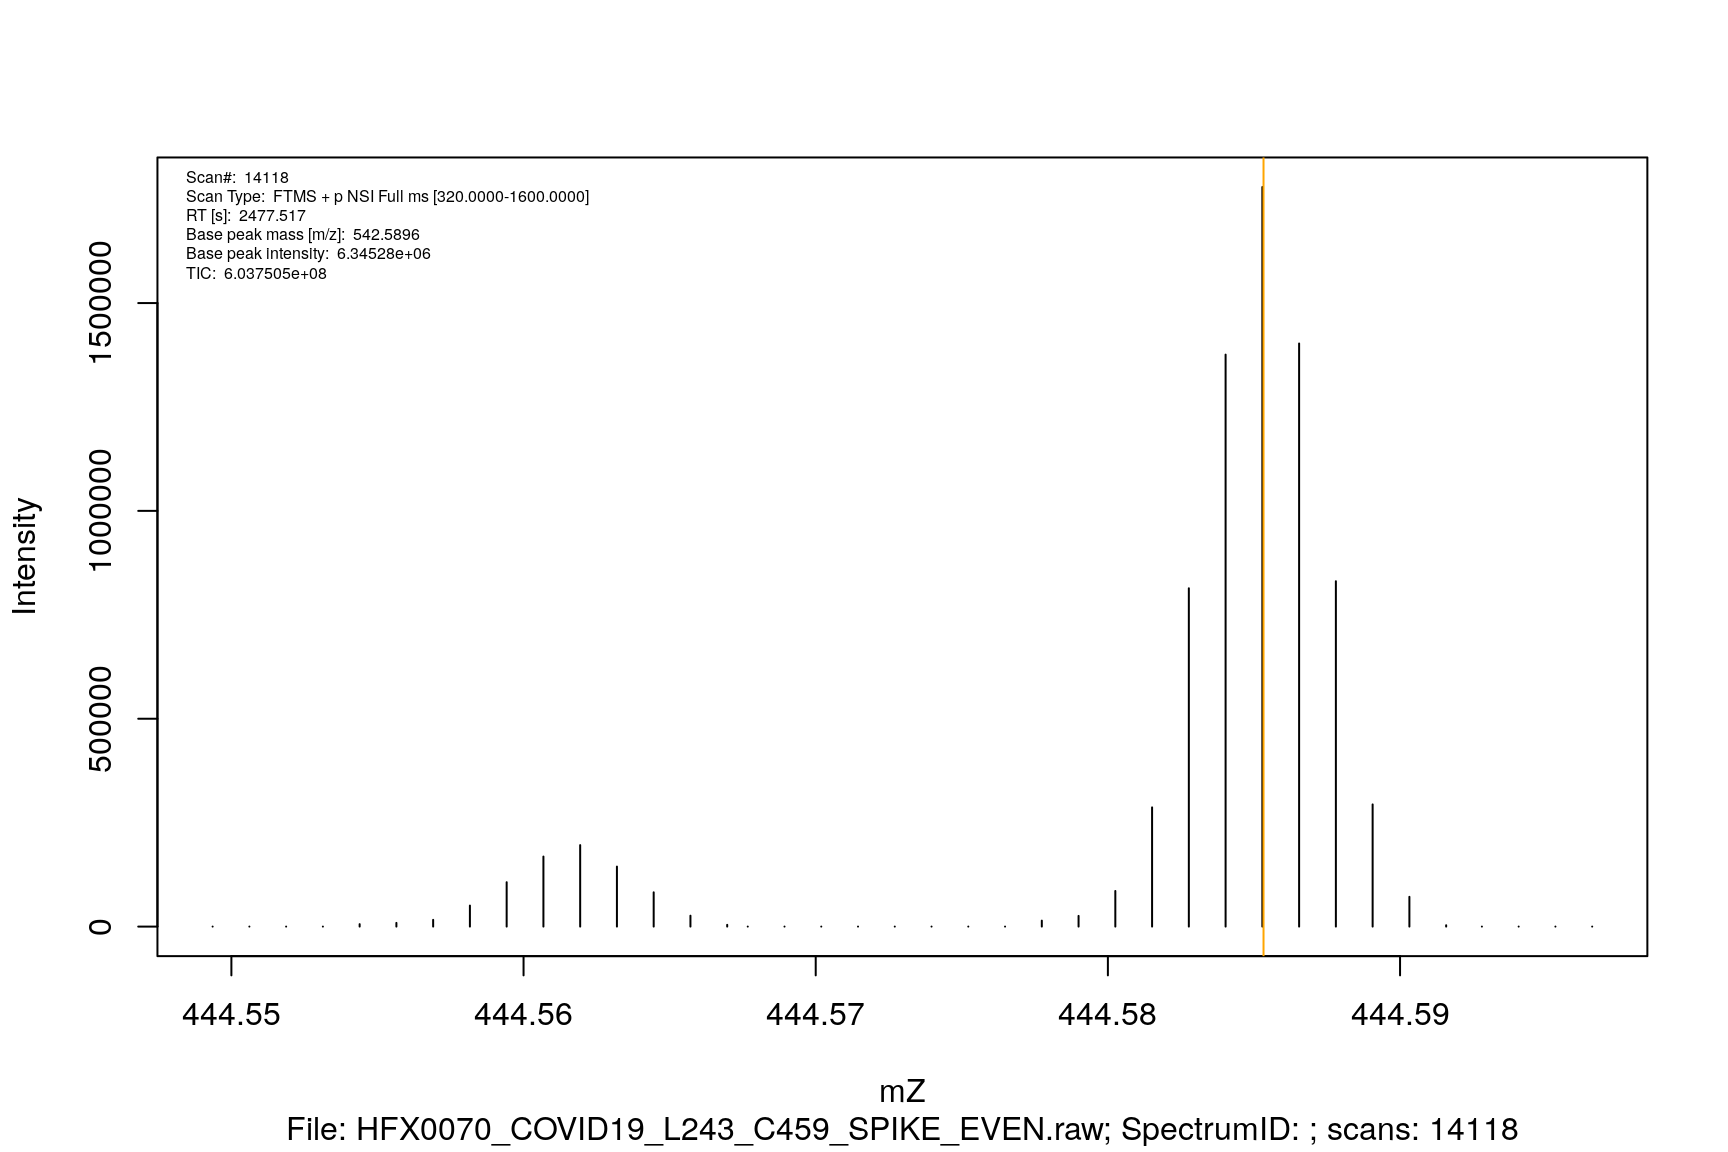 Scan#: 14118
Scan Type: FTMS + p NSI Full ms [320.0000-1600.0000]
RT [s]: 2477.517
Base peak mass [m/z]: 542.5896
Base peak intensity: 6.34528e+06
TIC: 6.037505e+08
Intensity
1500000
1000000
500000
0
444.55 444.56 444.57 444.58 444.59
mZ
File: HFX0070_COVID19_L243_C459_SPIKE_EVEN.raw; SpectrumID: ; scans: 14118